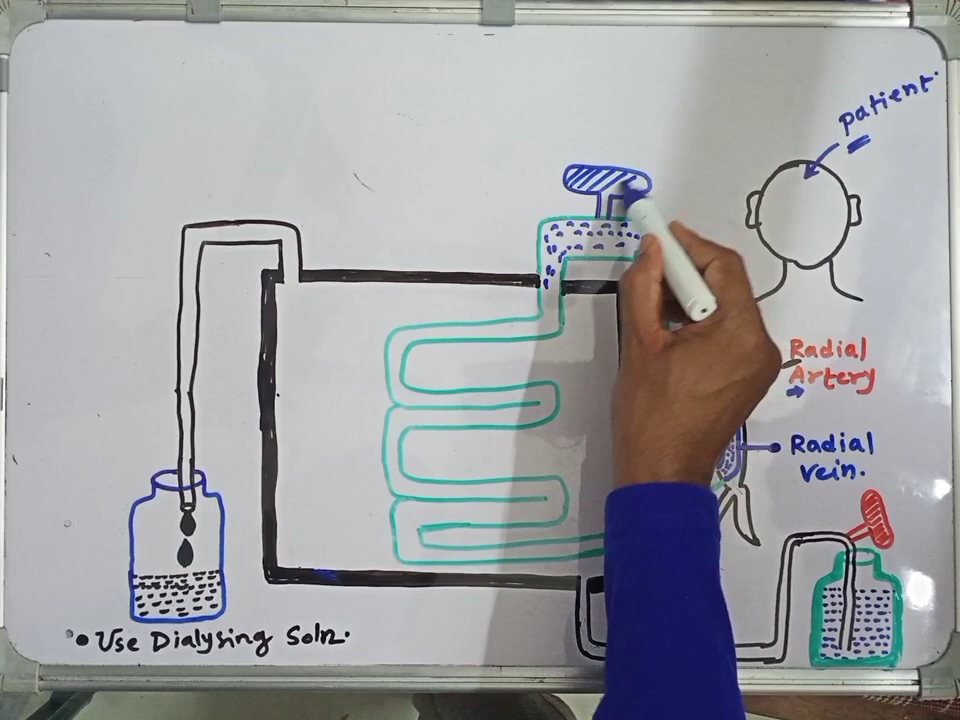 patient.
Radial
Artery
Radial
vein.
• Use Dialysing Soln.